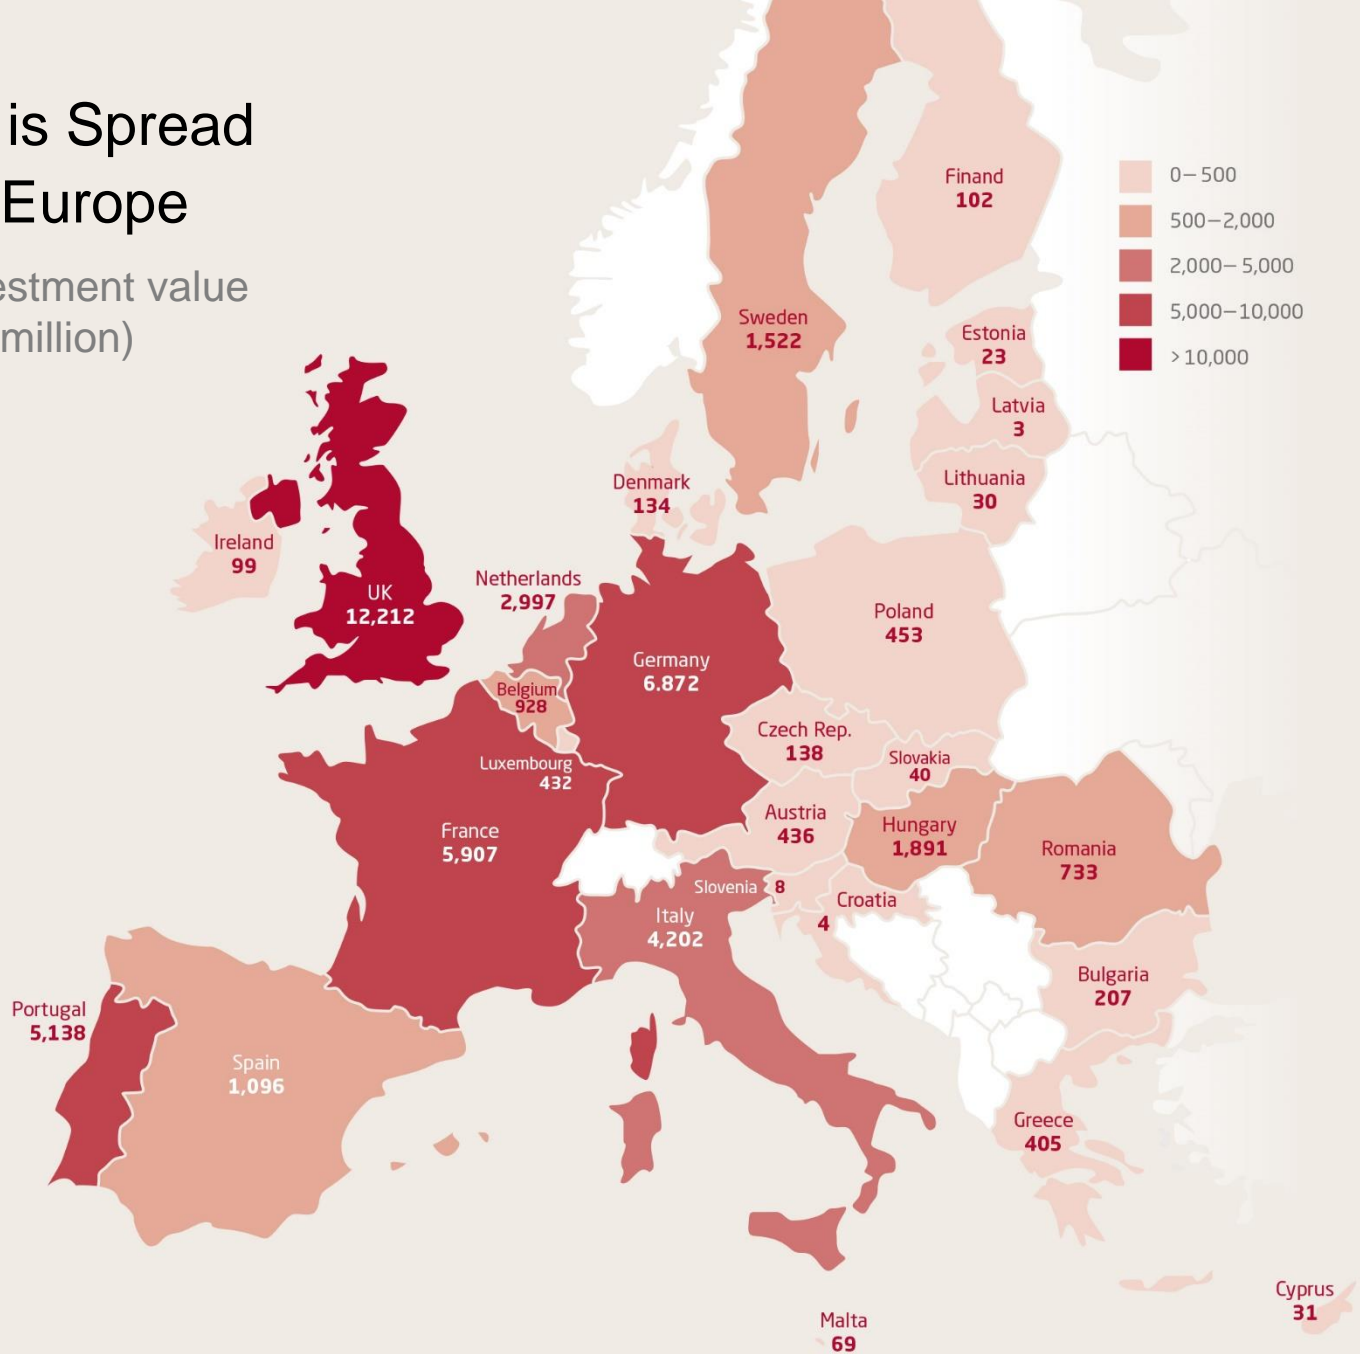 is Spread
Europe
estment value
million)
0–500
500–2,000
2,000–5,000
5,000–10,000
>10,000
Finand
102
Sweden
1,522
Estonia
23
Latvia
3
Lithuania
30
Denmark
134
Ireland
99
UK
12,212
Netherlands
2,997
Germany
6.872
Poland
453
Belgium
928
Luxembourg
432
Czech Rep.
138
Slovakia
40
France
5,907
Austria
436
Hungary
1,891
Romania
733
Slovenia 8
Croatia
4
Italy
4,202
Bulgaria
207
Portugal
5,138
Spain
1,096
Greece
405
Cyprus
31
Malta
69